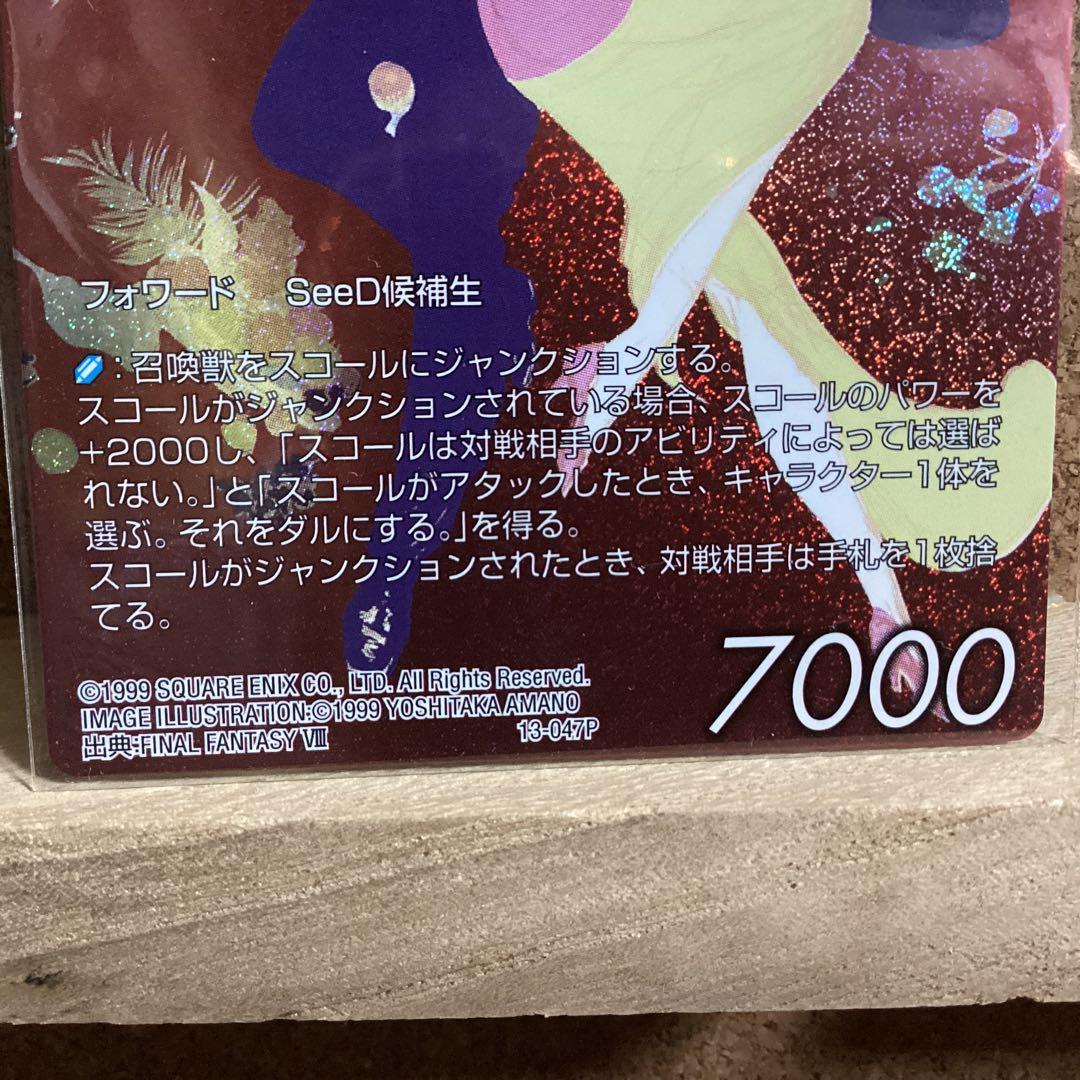 フォワード　SeeD候補生
：召喚獣をスコールにジャンクションする。
スコールがジャンクションされている場合、スコールのパワーを
+2000し、「スコールは対戦相手のアビリティによっては選ば
れない。」と「スコールがアタックしたとき、キャラクター1体を
選ぶ。それをダルにする。」を得る。
スコールがジャンクションされたとき、対戦相手は手札を1枚捨
てる。
7000
©1999 SQUARE ENIX CO., LTD. All Rights Reserved.
IMAGE ILLUSTRATION:©1999 YOSHITAKA AMANO
出典:FINAL FANTASY VIII 13-047P